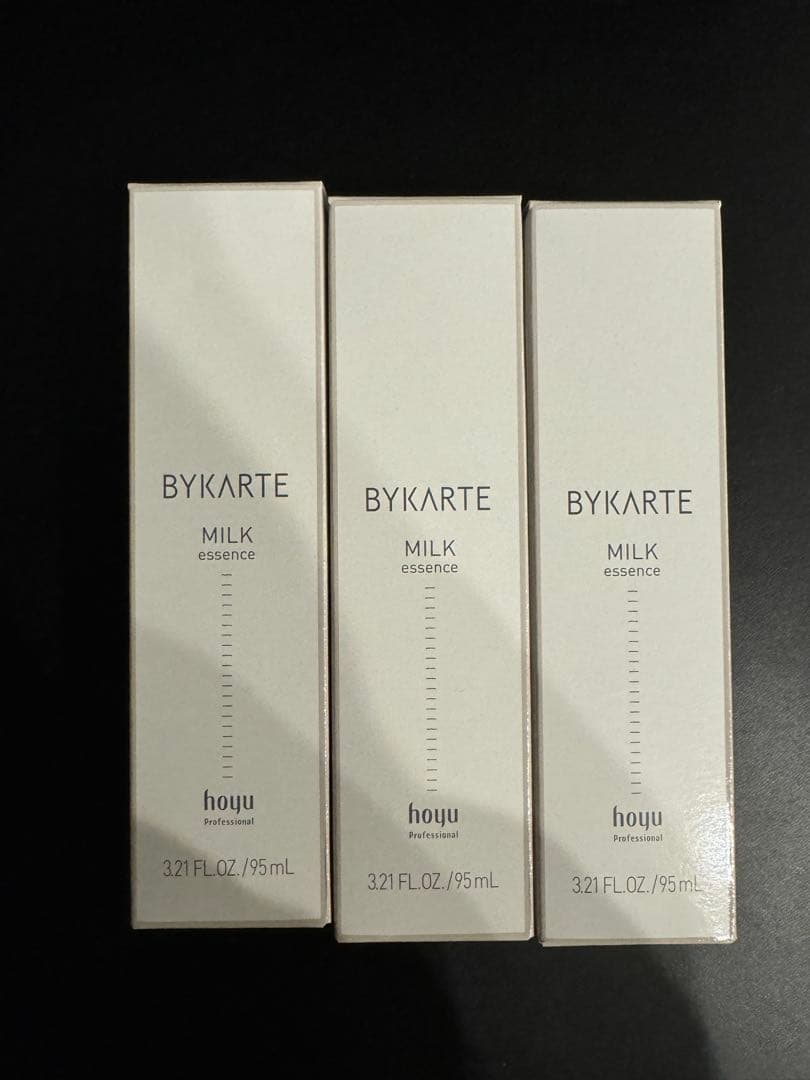 BYKARTE
MILK
essence
hoyu
Professional
3.21 FL.OZ./95mL
BYKARTE
MILK
essence
hoyu
Professional
3.21 FL.OZ./95mL
BYKARTE
MILK
essence
hoyu
Professional
3.21 FL.OZ./95mL